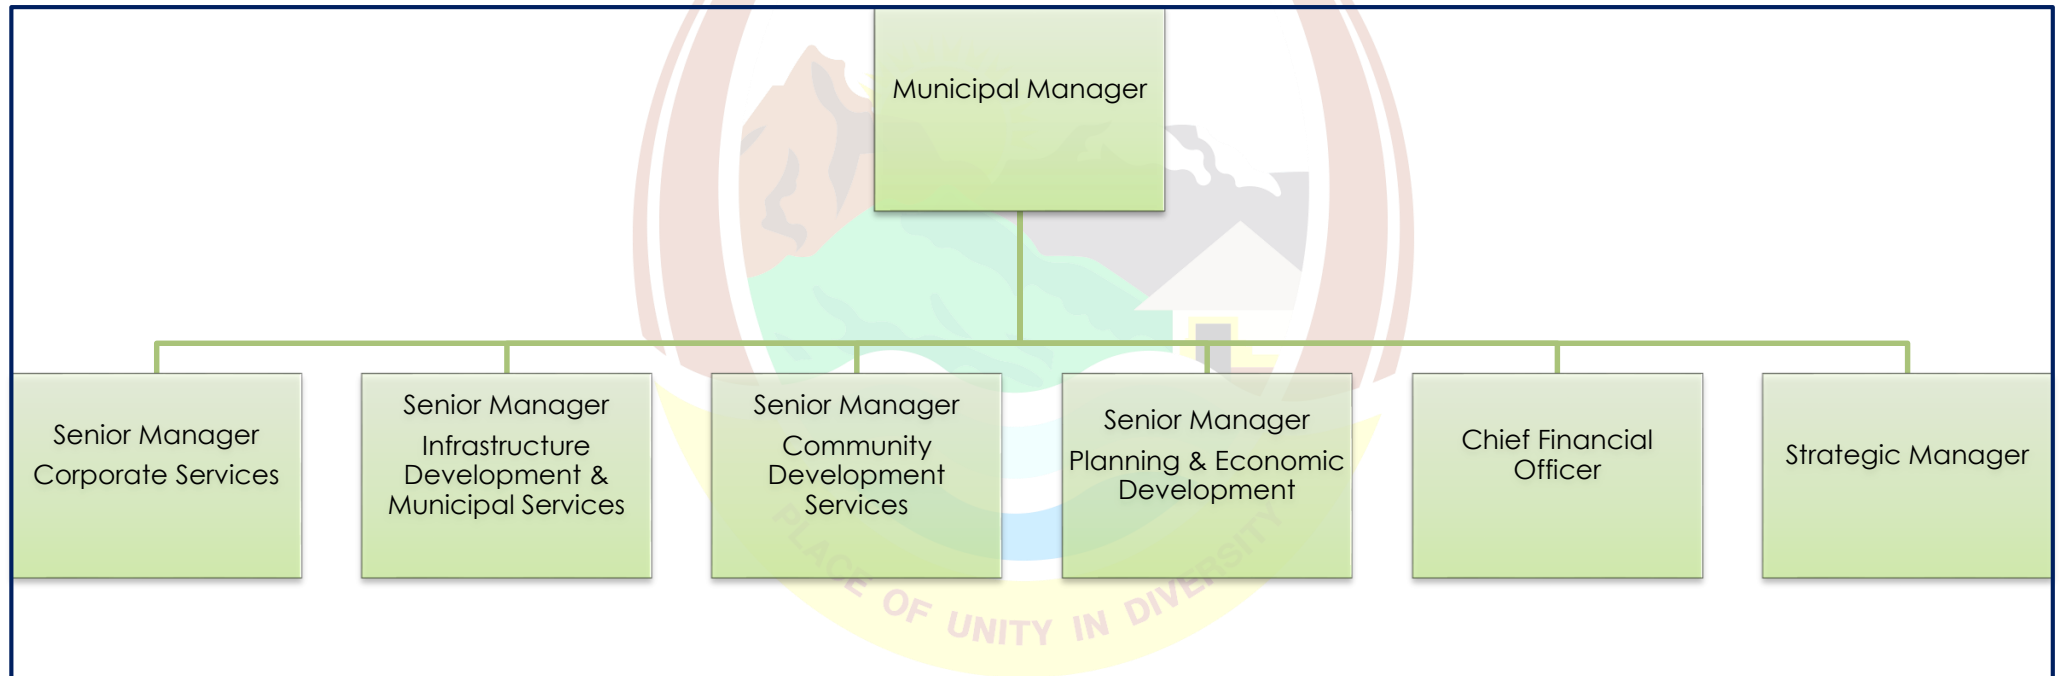 Municipal Manager
Senior Manager
Corporate Services
Senior Manager
Infrastructure
Development &
Municipal Services
Senior Manager
Community
Development
Services
Senior Manager
Planning & Economic
Development
Chief Financial
Officer
Strategic Manager
PLACE OF UNITY IN DIVERSITY